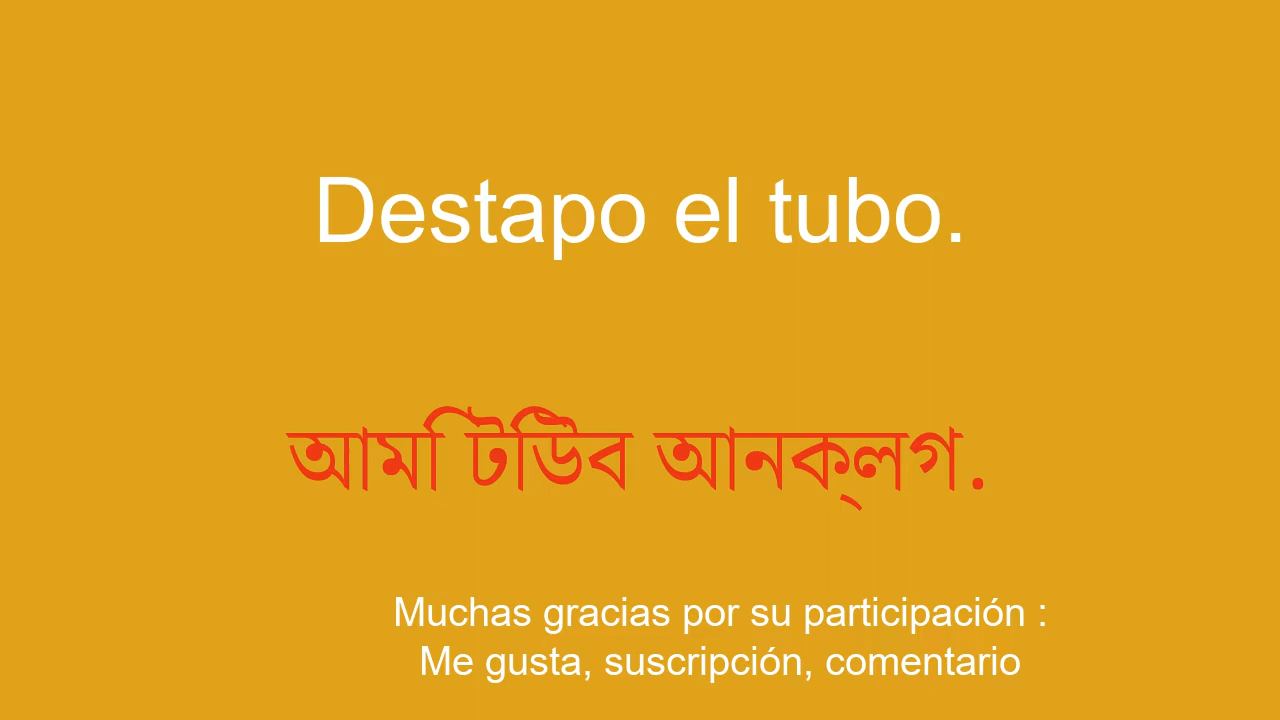 Destapo el tubo.
আমি টিউব আনক্লগ.
Muchas gracias por su participación :
Me gusta, suscripción, comentario